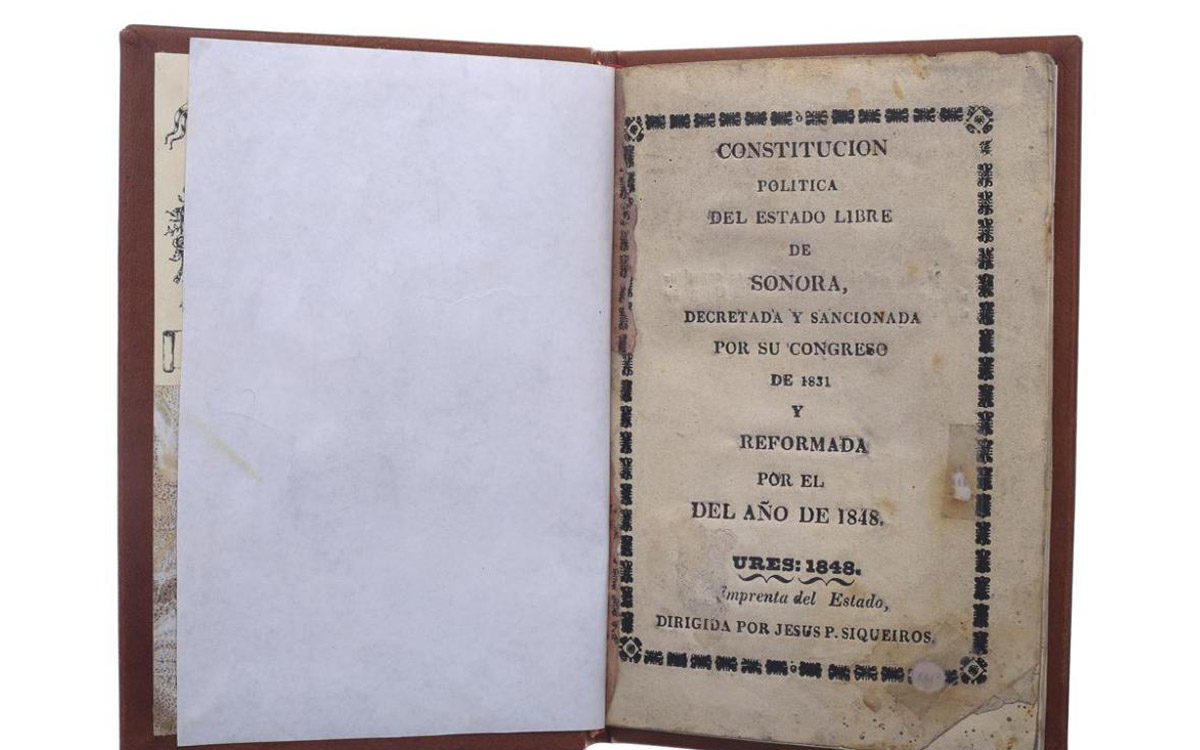 CONSTITUCION
POLITICA
DEL ESTADO LIBRE
DE
SONORA,
DECRETADA Y SANCIONADA
POR SU CONGRESO
DE 1831
Y
REFORMADA
POR EL
DEL AÑO DE 1848.
URES: 1848.
Imprenta del Estado,
DIRIGIDA POR JESUS P. SIQUEIROS.